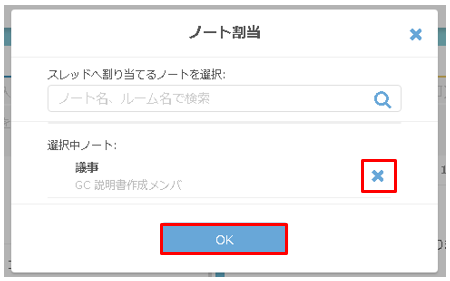 ノート割当
スレッドへ割り当てるノートを選択:
ノート名、ルーム名で検索
選択中ノート:
議事
GC 説明書作成メンバ
OK